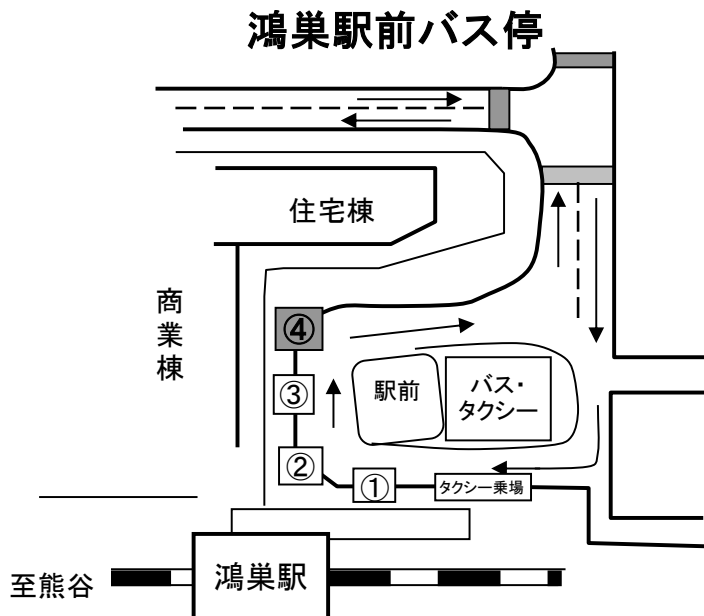 鴻巣駅前バス停
住宅棟
商業棟
④
③
駅前
バス・
タクシー
②
①
タクシー乗場
鴻巣駅
至熊谷